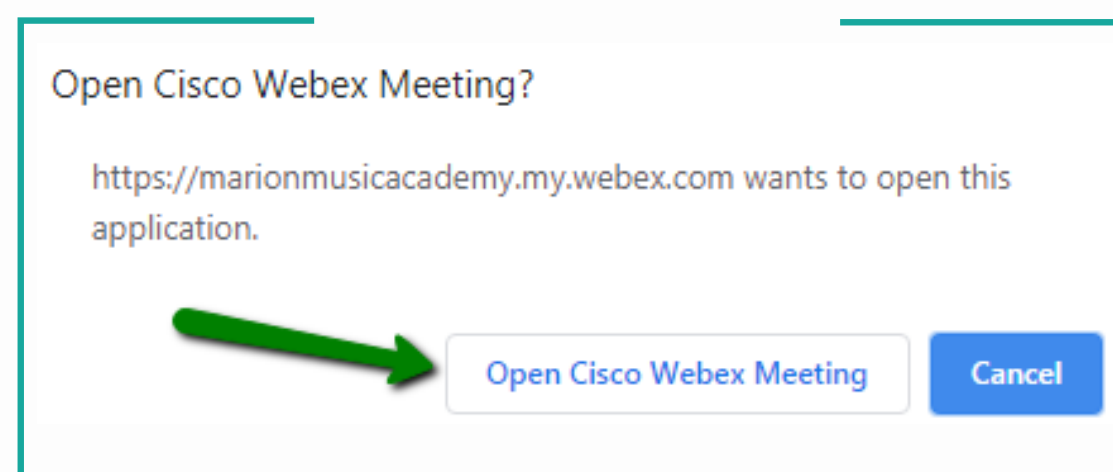 Open Cisco Webex Meeting?
https://marionmusicacademy.my.webex.com wants to open this
application.
Open Cisco Webex Meeting
Cancel